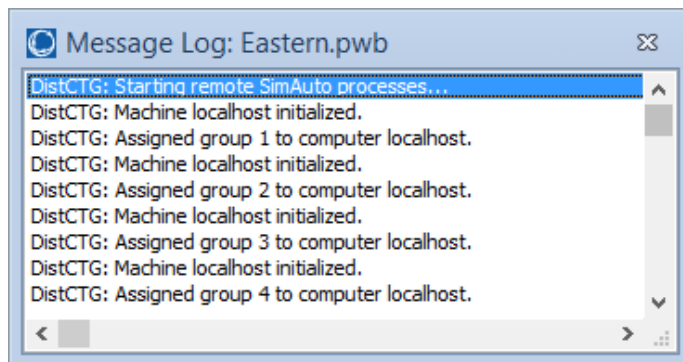 Message Log: Eastern.pwb
DistCTG: Starting remote SimAuto processes...
DistCTG: Machine localhost initialized.
DistCTG: Assigned group 1 to computer localhost.
DistCTG: Machine localhost initialized.
DistCTG: Assigned group 2 to computer localhost.
DistCTG: Machine localhost initialized.
DistCTG: Assigned group 3 to computer localhost.
DistCTG: Machine localhost initialized.
DistCTG: Assigned group 4 to computer localhost.